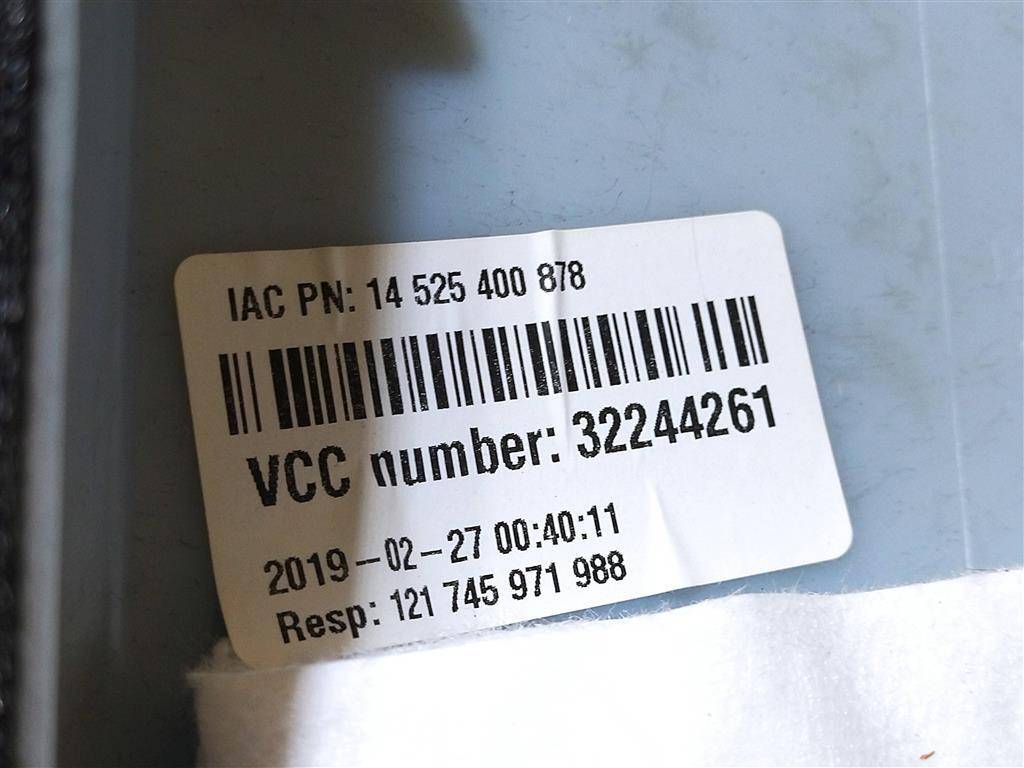 IAC PN: 14 525 400 878
VCC number: 32244261
2019-02-27 00:40:11
Resp: 121 745 971 988